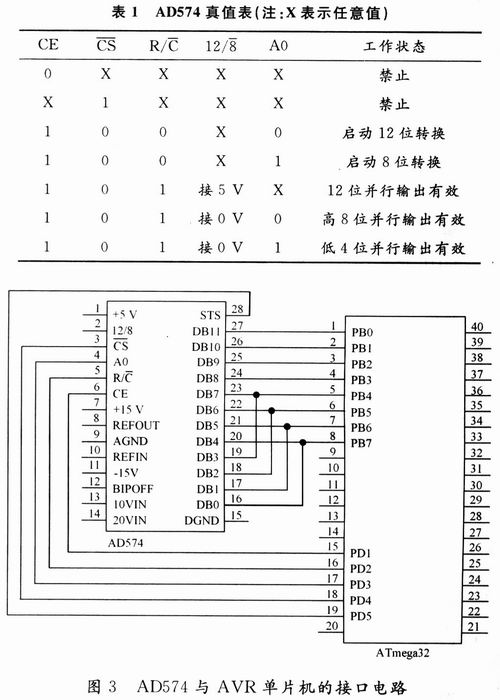 表 1 AD574 真值表(注:X 表示任意值)
CE C̅S̅ R/C̅ 12/8̅ A0 工作状态
0 X X X X 禁止
X 1 X X X 禁止
1 0 0 X 0 启动 12 位转换
1 0 0 X 1 启动 8 位转换
1 0 1 接 5 V X 12 位并行输出有效
1 0 1 接 0 V 0 高 8 位并行输出有效
1 0 1 接 0 V 1 低 4 位并行输出有效
1 +5 V STS 28
2 12/8 DB11 27
3 C̅S̅ DB10 26
4 A0 DB9 25
5 R/C̅ DB8 24
6 CE DB7 23
7 +15 V DB6 22
8 REFOUT DB5 21
9 AGND DB4 20
10 REFIN DB3 19
11 -15V DB2 18
12 BIPOFF DB1 17
13 10VIN DB0 16
14 20VIN DGND 15
AD574
1 PB0 40
2 PB1 39
3 PB2 38
4 PB3 37
5 PB4 36
6 PB5 35
7 PB6 34
8 PB7 33
9 32
10 31
11 30
12 29
13 28
14 27
15 PD1 26
16 PD2 25
17 PD3 24
18 PD4 23
19 PD5 22
20 21
ATmega32
图 3 AD574 与 AVR 单片机的接口电路